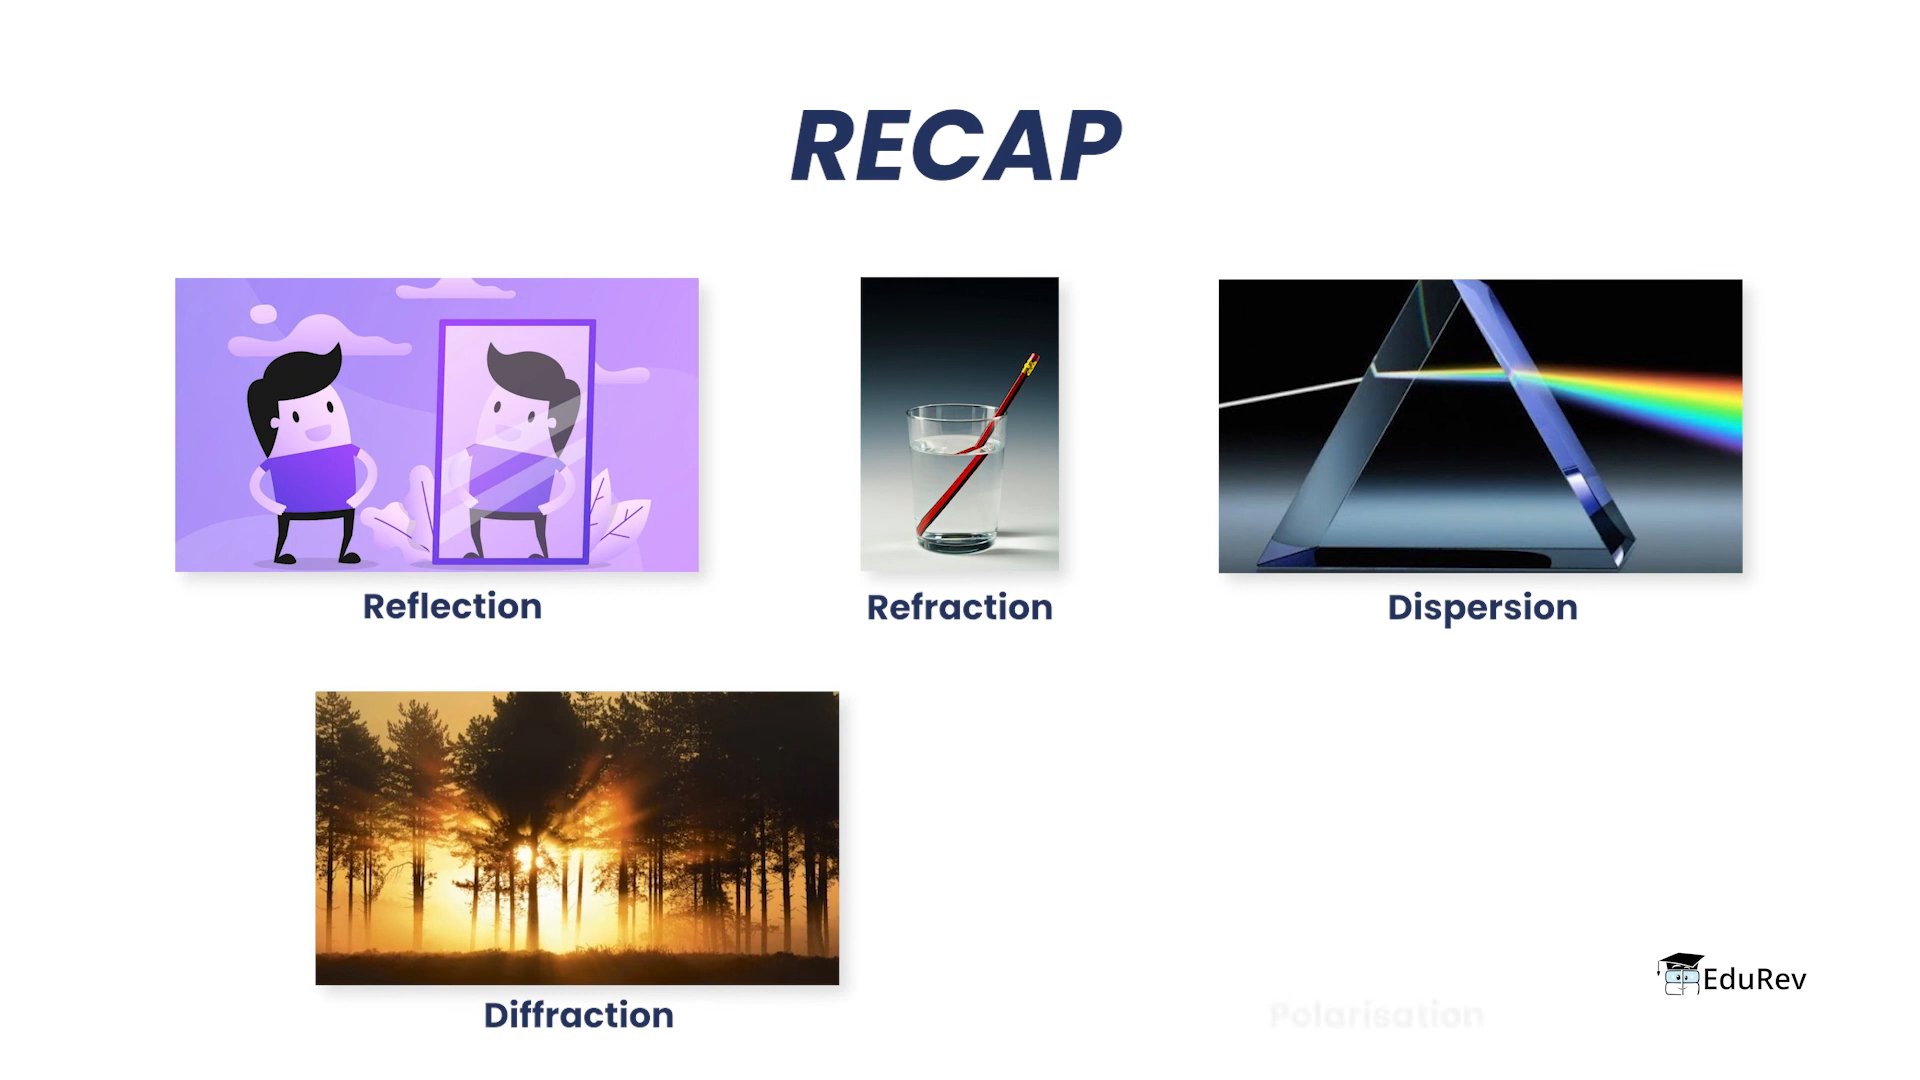 RECAP
Reflection
Refraction
Dispersion
Diffraction
Polarisation
EduRev